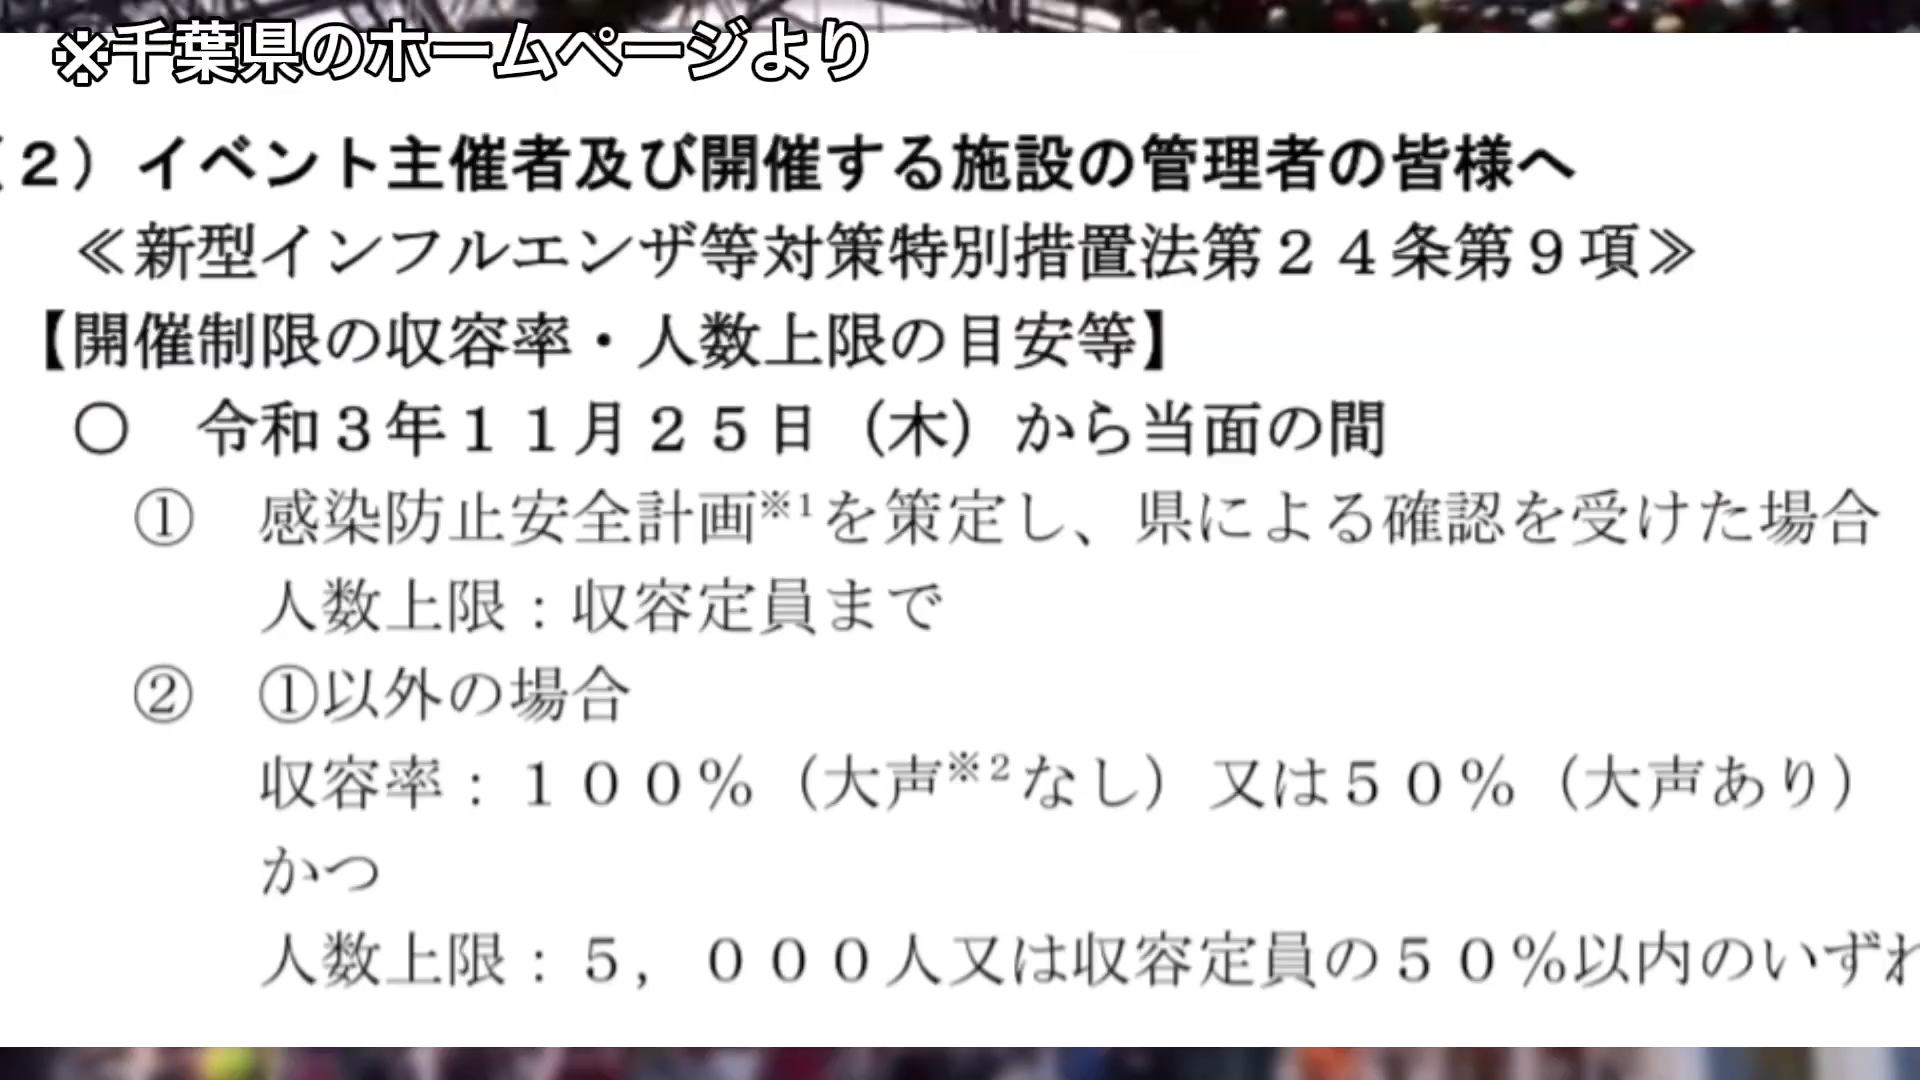 ※千葉県のホームページより
（２）イベント主催者及び開催する施設の管理者の皆様へ
≪新型インフルエンザ等対策特別措置法第２４条第９項≫
【開催制限の収容率・人数上限の目安等】
〇　令和３年１１月２５日（木）から当面の間
①　感染防止安全計画※1を策定し、県による確認を受けた場合
人数上限：収容定員まで
②　①以外の場合
収容率：１００％（大声※2なし）又は５０％（大声あり）
かつ
人数上限：５，０００人又は収容定員の５０％以内のいずれ